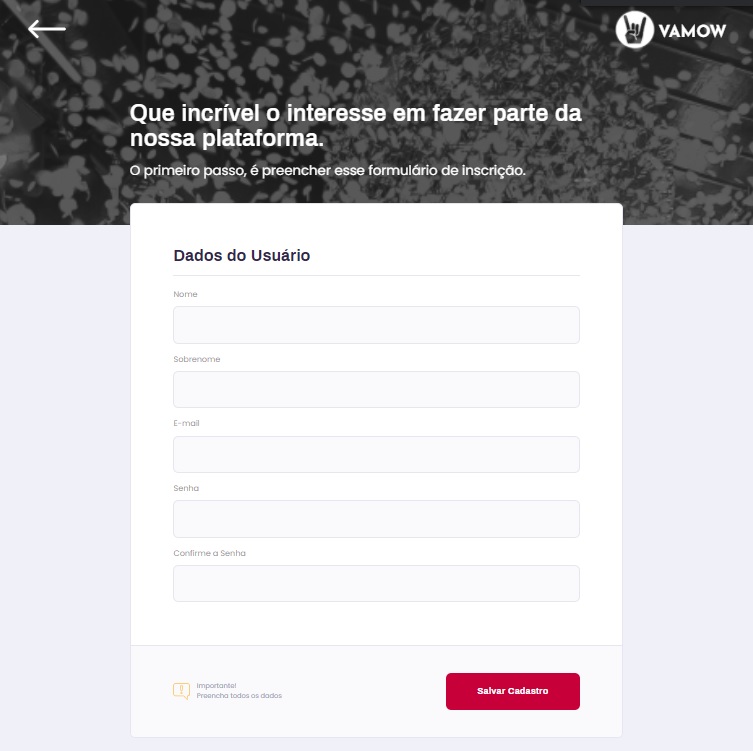 VAMOW
Que incrível o interesse em fazer parte da
nossa plataforma.
O primeiro passo, é preencher esse formulário de inscrição.
Dados do Usuário
Nome
Sobrenome
E-mail
Senha
Confirme a Senha
Importante!
Preencha todos os dados
Salvar Cadastro